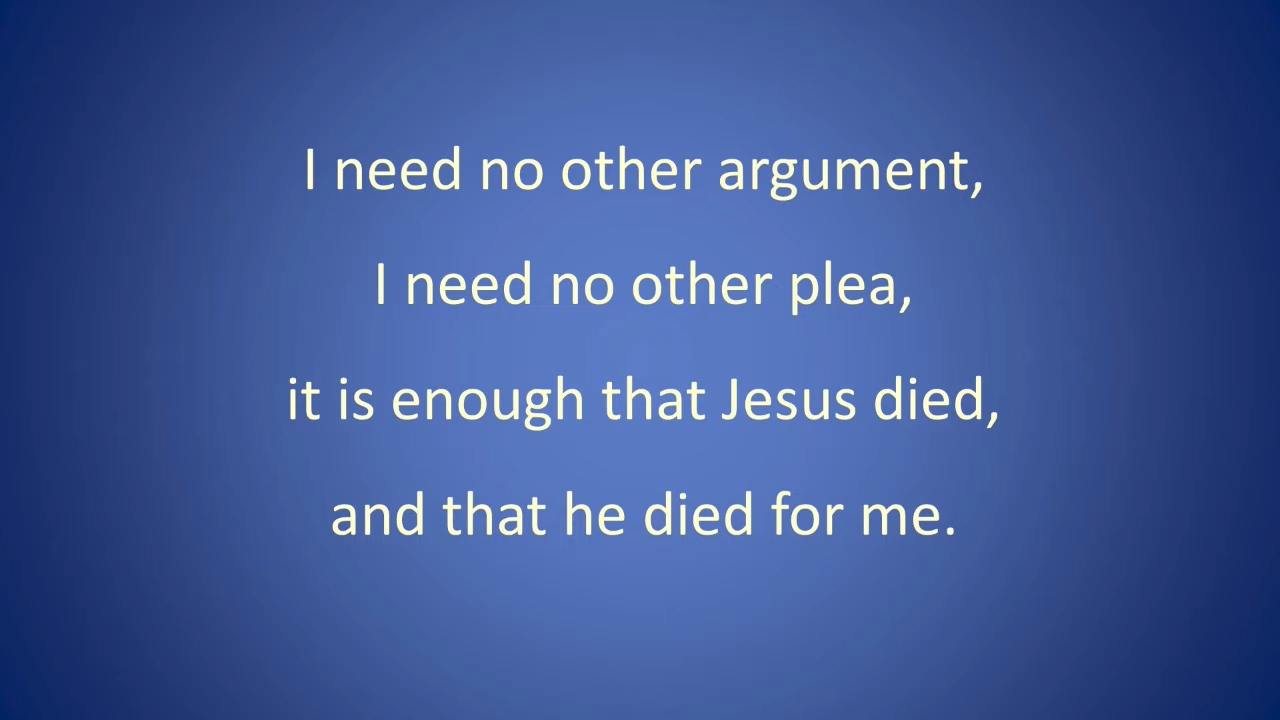 I need no other argument,
I need no other plea,
it is enough that Jesus died,
and that he died for me.